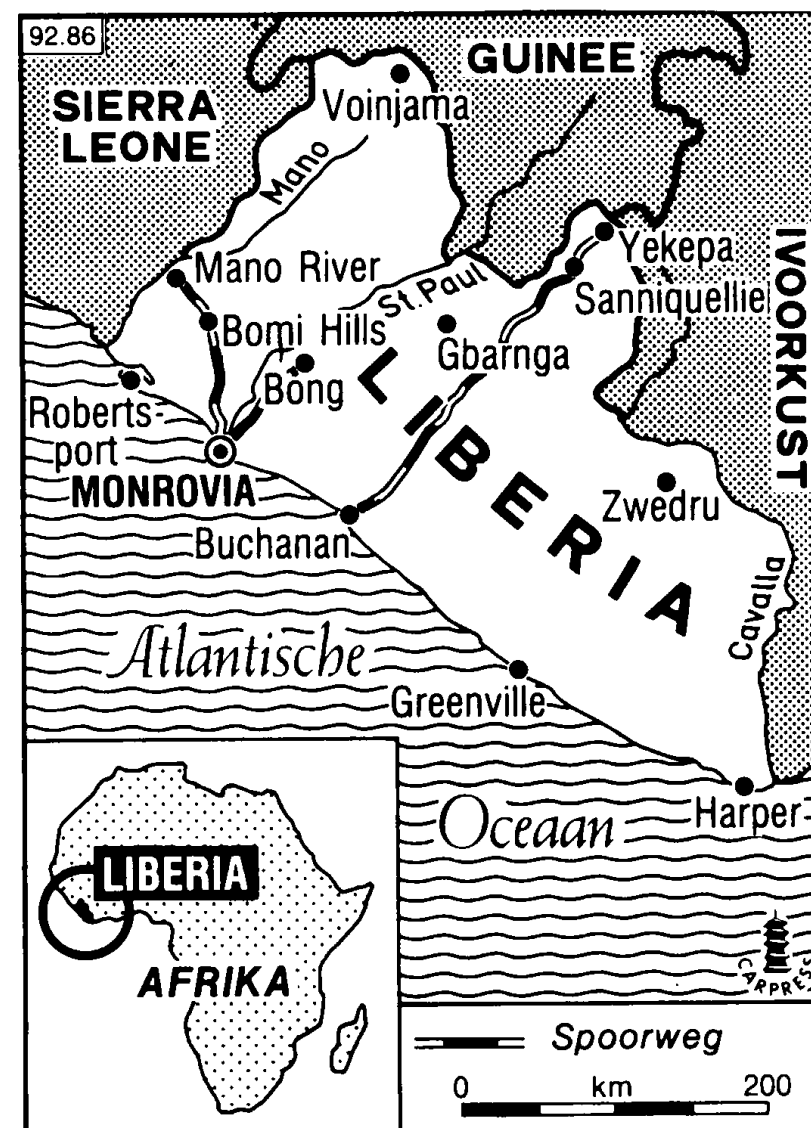 92.86
GUINEE
SIERRA
LEONE
Voinjama
Mano
IVOORKUST
Yekepa
Mano River
St. Paul
Sanniquellie
Bomi Hills
Gbarnga
Bong
LIBERIA
Roberts-
port
MONROVIA
Zwedru
Buchanan
Cavalla
Atlantische
Greenville
Oceaan
Harper
LIBERIA
AFRIKA
CARPRESS
Spoorweg
0 km 200